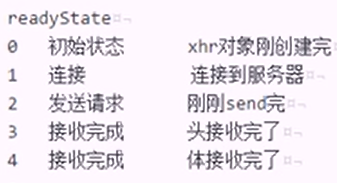 readyState
0 初始状态 xhr对象刚创建完
1 连接 连接到服务器
2 发送请求 刚刚send完
3 接收完成 头接收完了
4 接收完成 体接收完了